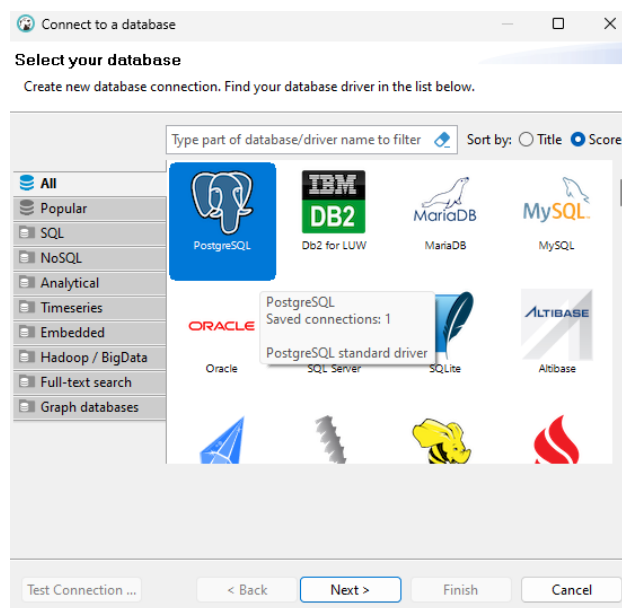 Connect to a database
Select your database
Create new database connection. Find your database driver in the list below.
Type part of database/driver name to filter
Sort by:
Title
Score
All
Popular
SQL
NoSQL
Analytical
Timeseries
Embedded
Hadoop / BigData
Full-text search
Graph databases
PostgreSQL
IBM
DB2
Db2 for LUW
MariaDB
MariaDB
MySQL
MySQL
PostgreSQL
Saved connections: 1
PostgreSQL standard driver
ORACLE
Oracle
SQL Server
SQLite
ALTIBASE
Altibase
Test Connection ...
< Back
Next >
Finish
Cancel